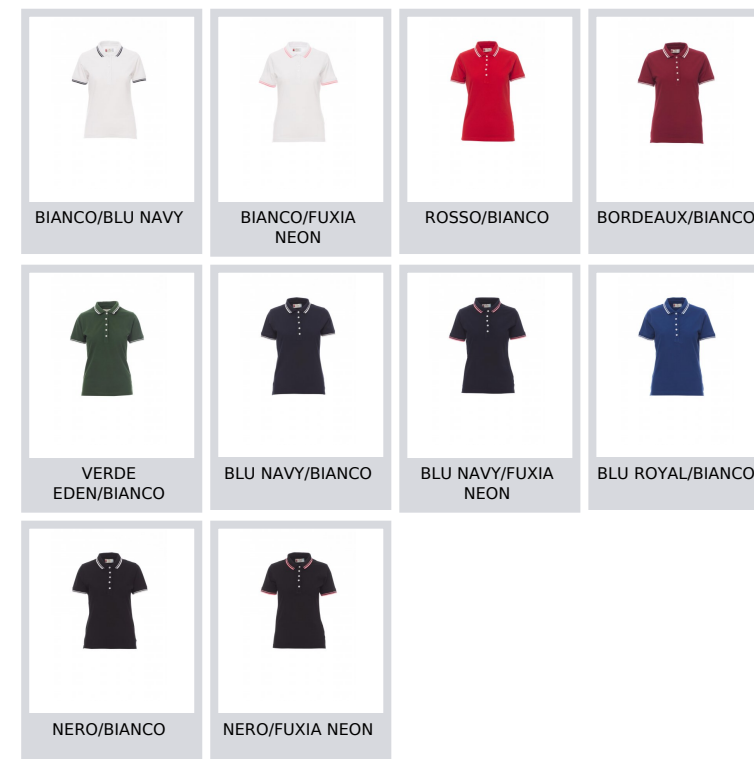 BIANCO/BLU NAVY
BIANCO/FUXIA
NEON
ROSSO/BIANCO
BORDEAUX/BIANCO
VERDE
EDEN/BIANCO
BLU NAVY/BIANCO
BLU NAVY/FUXIA
NEON
BLU ROYAL/BIANCO
NERO/BIANCO
NERO/FUXIA NEON